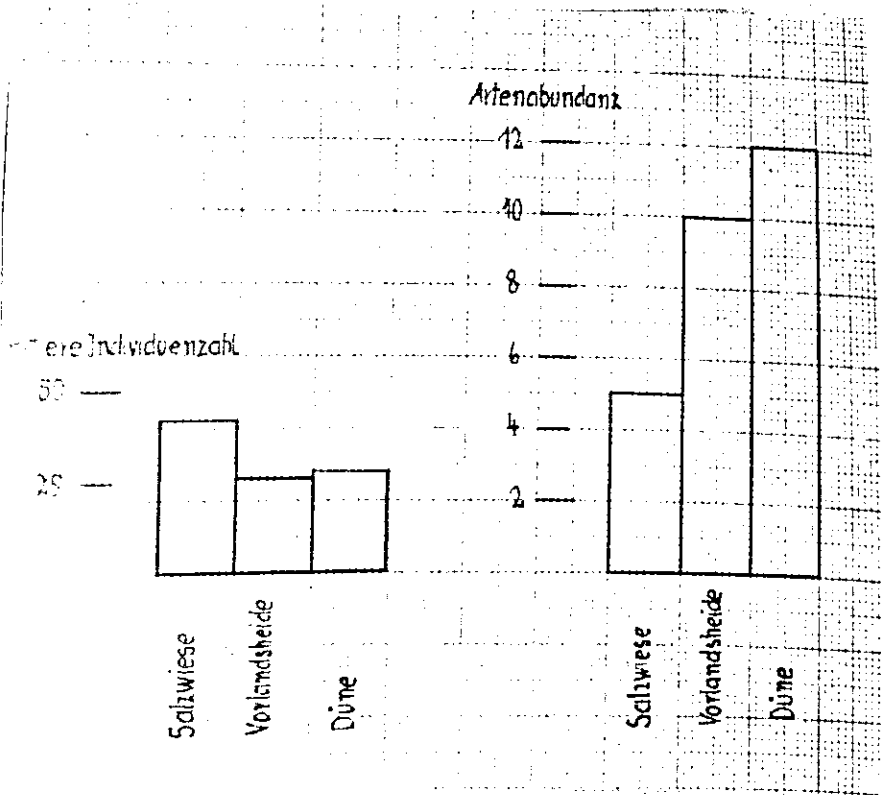 Artenabundanz
12
10
8
6
4
2
Individuenzahl
50
25
Salzwiese
Vorlandsheide
Düne
Salzwiese
Vorlandsheide
Düne